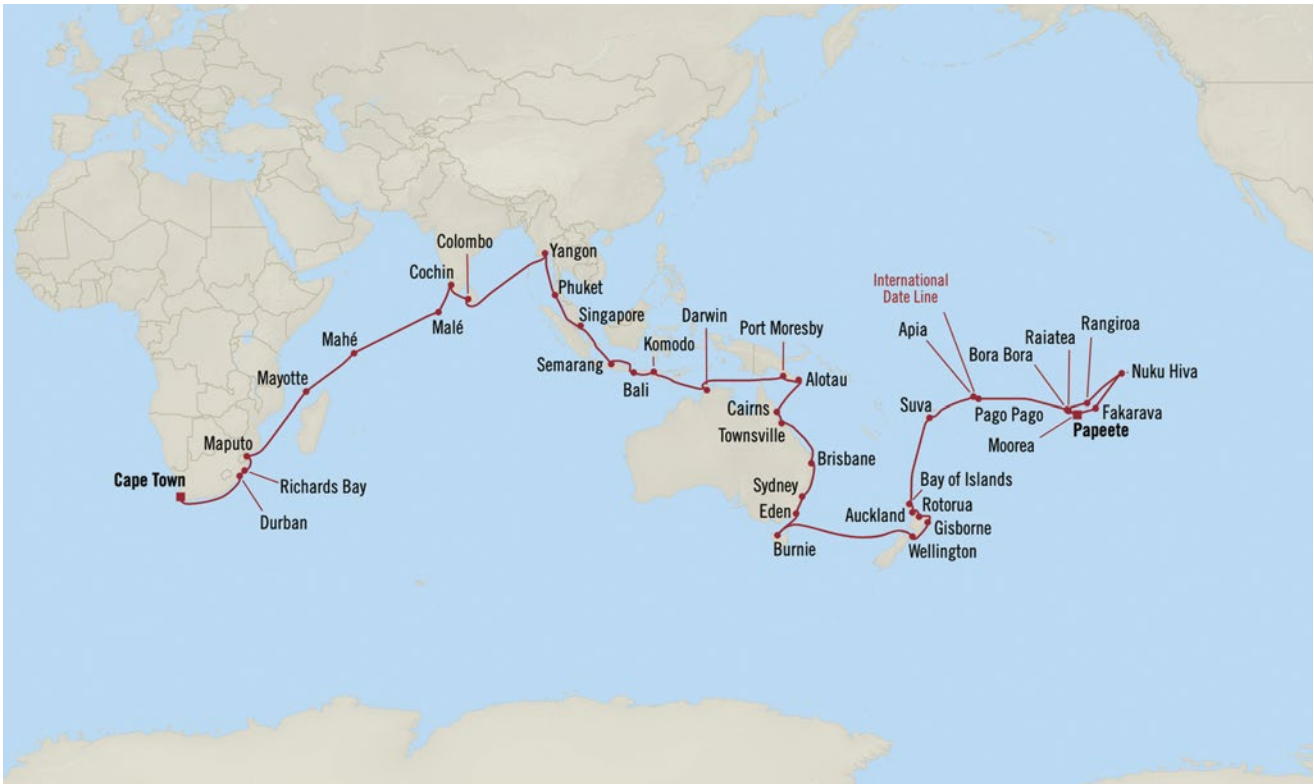 Colombo
Yangon
Cochin
Phuket
International
Date Line
Darwin
Singapore
Port Moresby
Malé
Apia
Rangiroa
Raiatea
Mahé
Komodo
Bora Bora
Semarang
Nuku Hiva
Mayotte
Bali
Alotau
Suva
Cairns
Pago Pago
Fakarava
Townsville
Papeete
Moorea
Maputo
Brisbane
Cape Town
Richards Bay
Sydney
Bay of Islands
Rotorua
Eden
Auckland
Durban
Gisborne
Burnie
Wellington